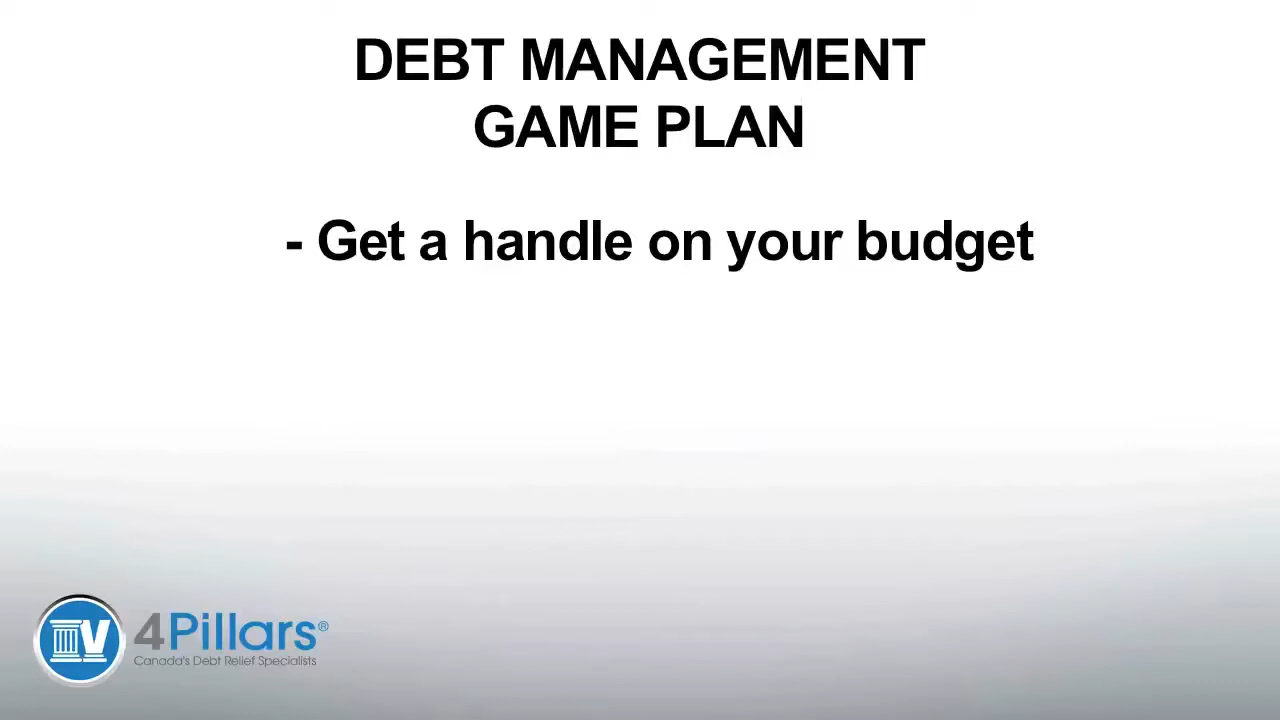 DEBT MANAGEMENT
GAME PLAN
- Get a handle on your budget
4Pillars®
Canada's Debt Relief Specialists